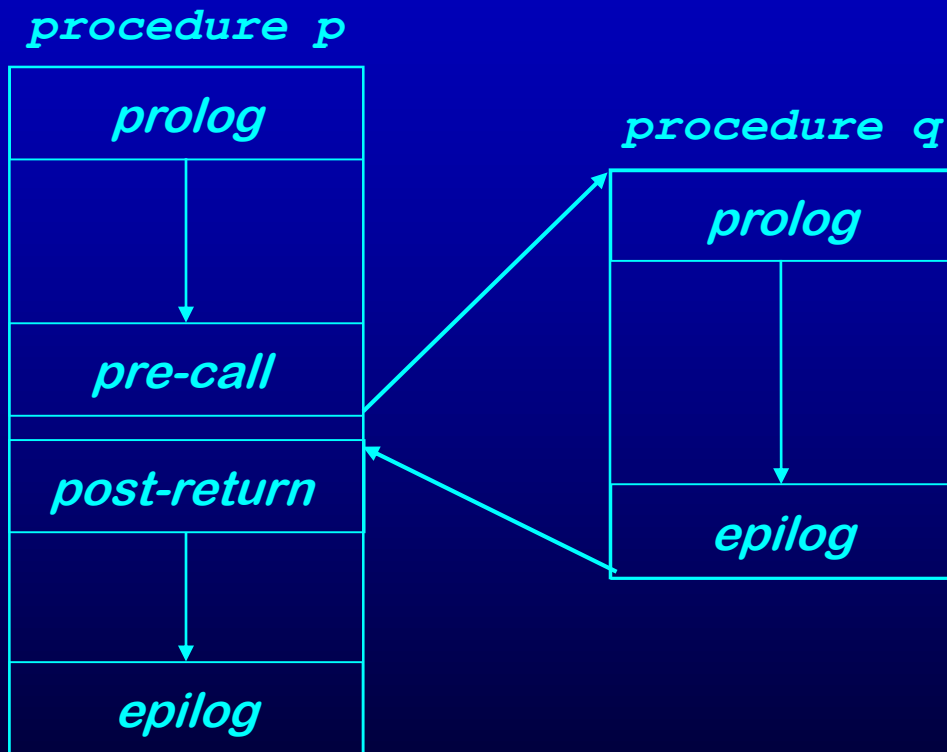 procedure p
prolog
pre-call
post-return
epilog
procedure q
prolog
epilog